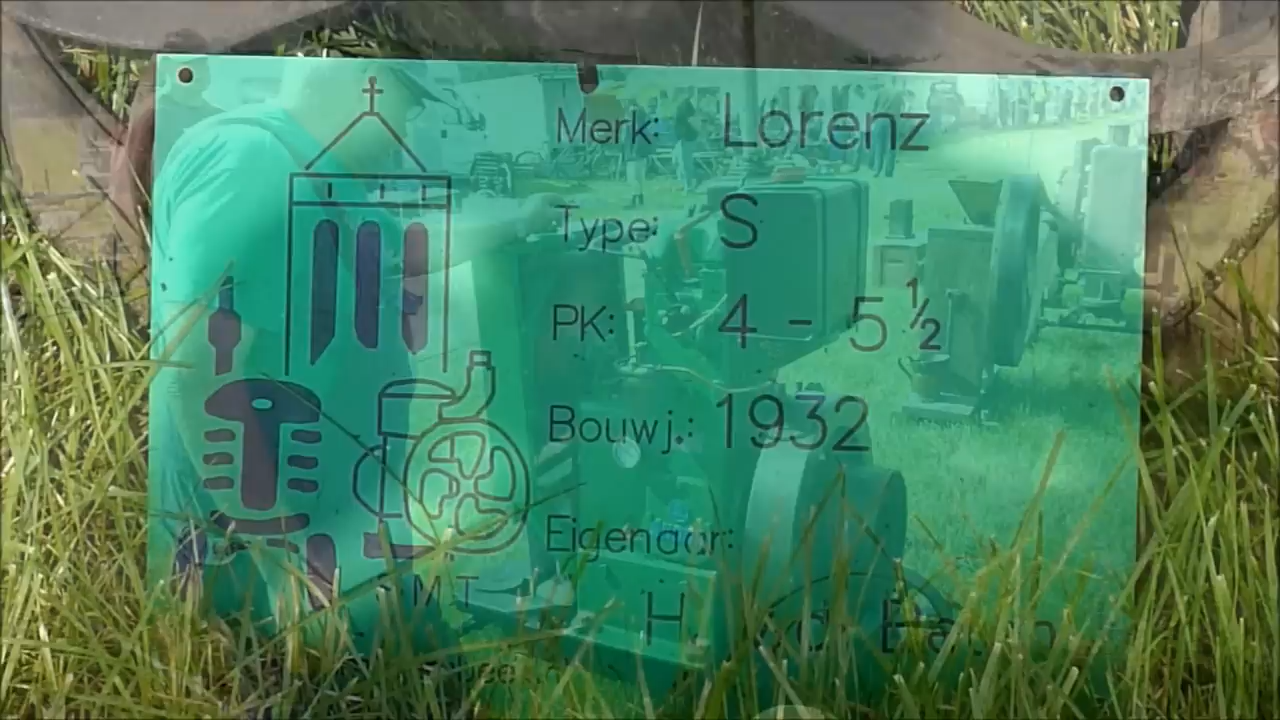 Merk: Lorenz
Type: S
PK: 4 - 5 ½
Bouwj.: 1932
Eigenaar:
M T
H. v d